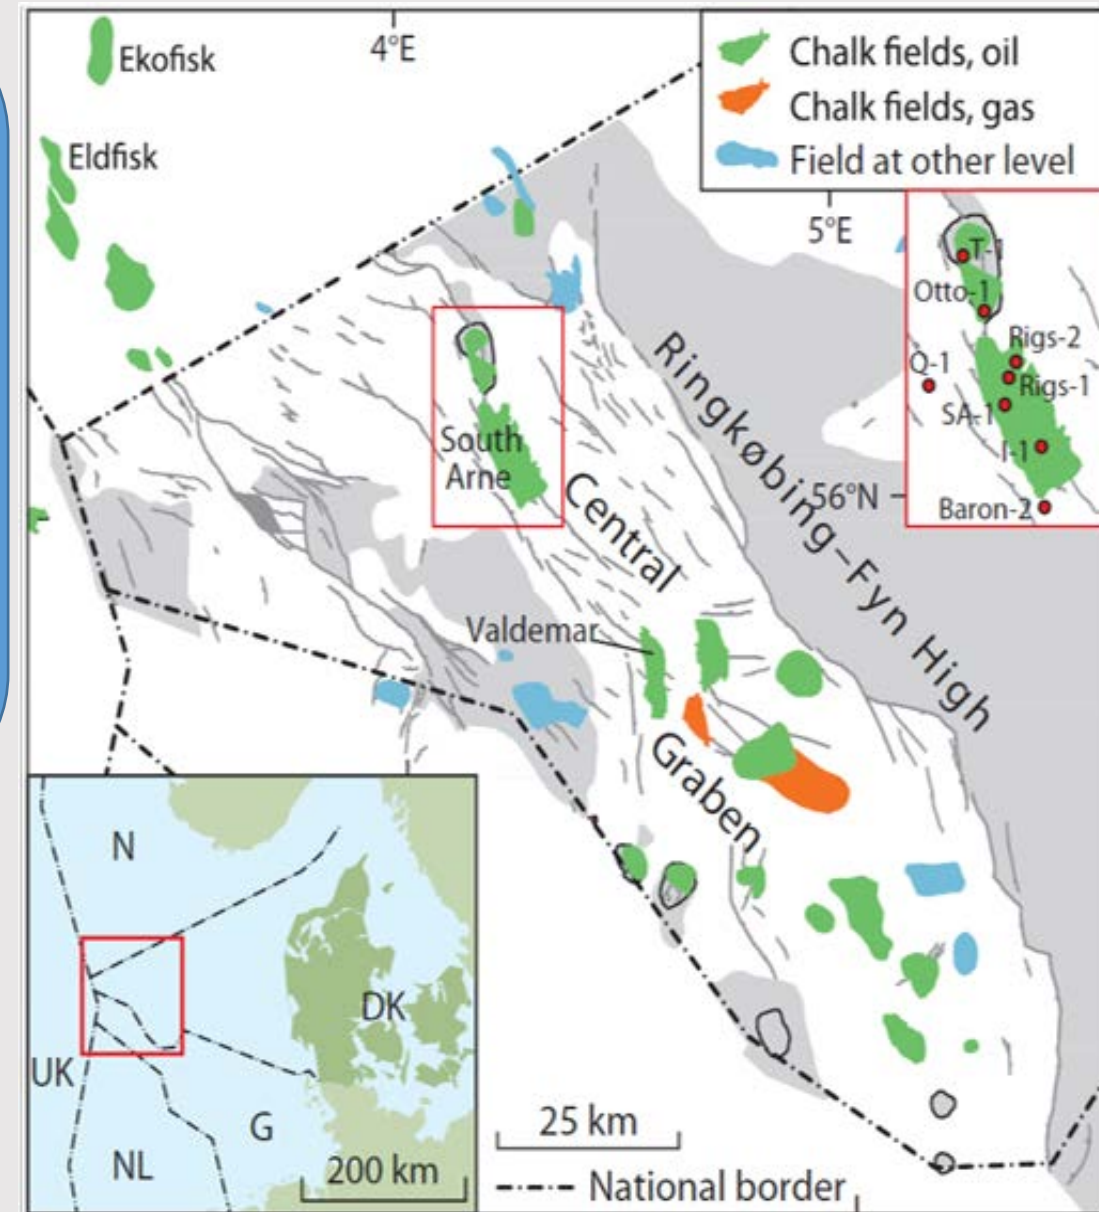 Ekofisk
4°E
Chalk fields, oil
Chalk fields, gas
Field at other level
Eldfisk
5°E
T-1
Otto-1
Rigs-2
Q-1
Rigs-1
SA-1
I-1
56°N
Baron-2
South
Arne
Ringkøbing–Fyn High
Central
Graben
Valdemar
N
DK
UK
G
NL
200 km
25 km
National border